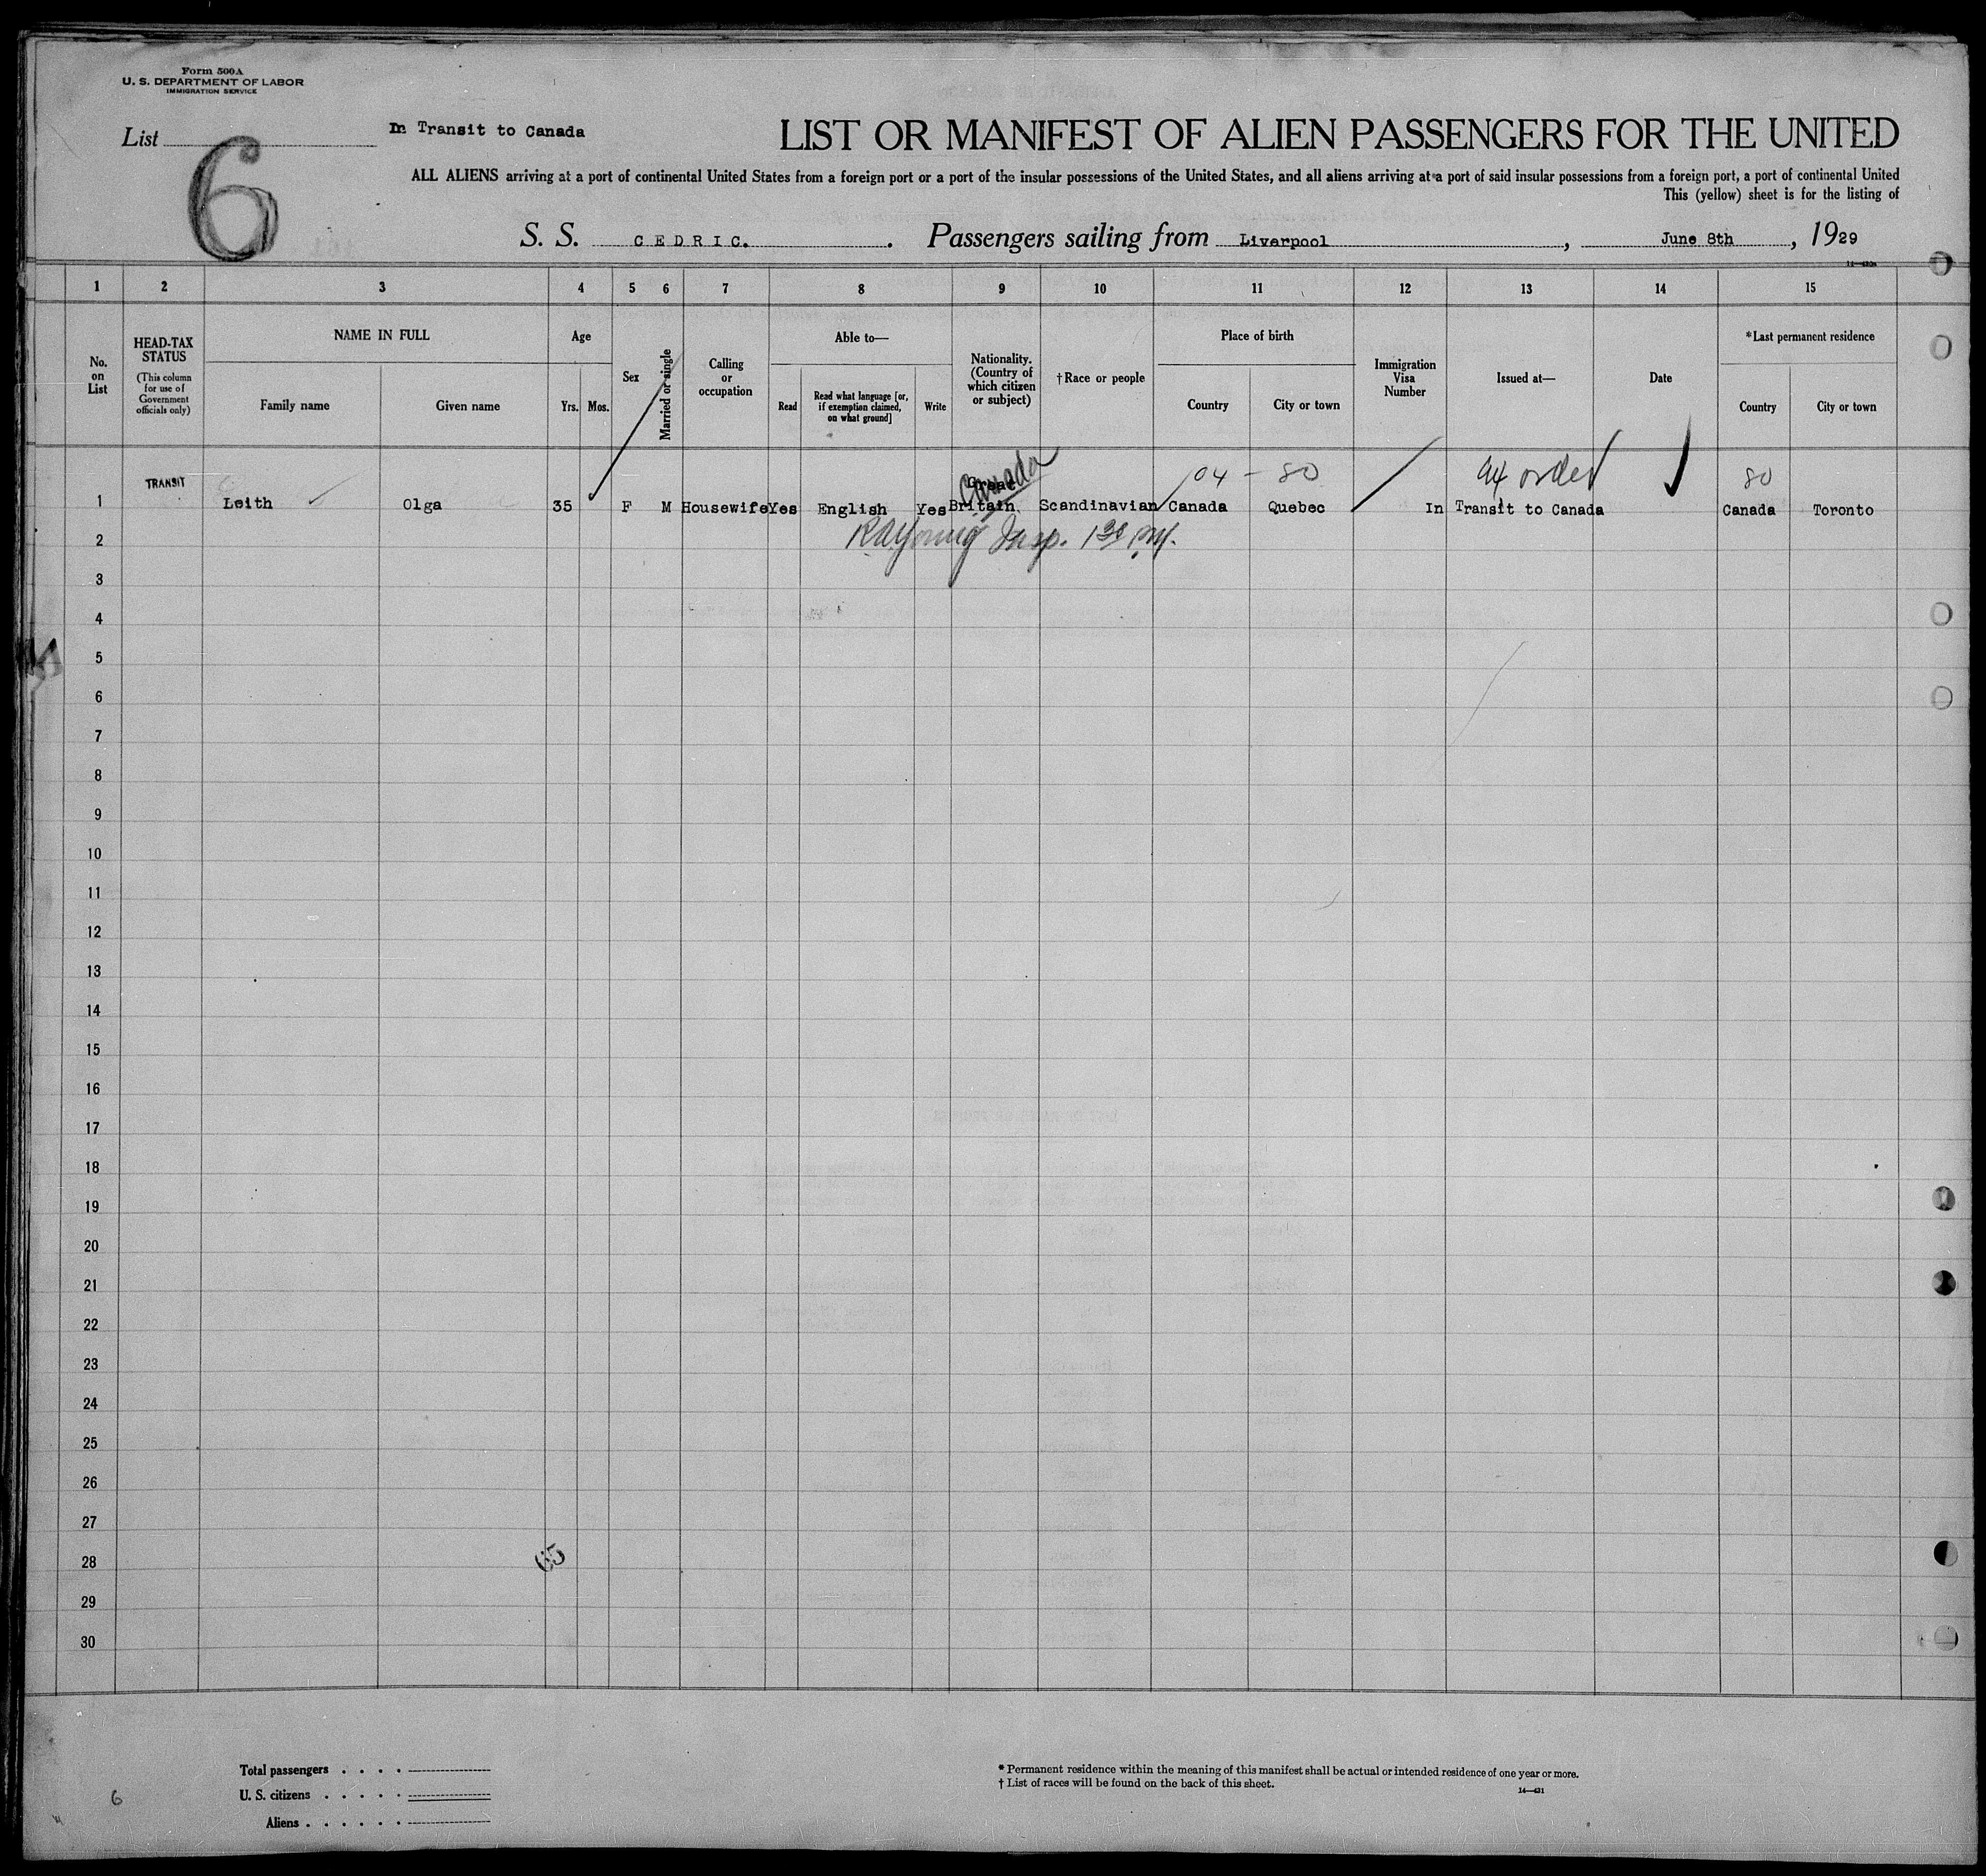 Form 500A
U. S. DEPARTMENT OF LABOR
IMMIGRATION SERVICE
List 6
In Transit to Canada
LIST OR MANIFEST OF ALIEN PASSENGERS FOR THE UNITED
ALL ALIENS arriving at a port of continental United States from a foreign port or a port of the insular possessions of the United States, and all aliens arriving at a port of said insular possessions from a foreign port, a port of continental United
This (yellow) sheet is for the listing of
S. S. CEDRIC. . Passengers sailing from Liverpool , June 8th , 1929
1 2 3 4 5 6 7 8 9 10 11 12 13 14 15
No. on List
HEAD-TAX STATUS
(This column for use of Government officials only)
NAME IN FULL
Family name
Given name
Age
Yrs.
Mos.
Sex
Married or single
Calling or occupation
Able to—
Read
Read what language [or, if exemption claimed, on what ground]
Write
Nationality. (Country of which citizen or subject)
†Race or people
Place of birth
Country
City or town
Immigration Visa Number
Issued at—
Date
*Last permanent residence
Country
City or town
Canada 104 - 80 order 80
1 TRANSIT Leith Olga 35 F M Housewife Yes English Yes Great Britain. Scandinavian Canada Quebec In Transit to Canada Canada Toronto
2 Young Insp.
3
4
5
6
7
8
9
10
11
12
13
14
15
16
17
18
19
20
21
22
23
24
25
26
27
28
65
29
30
Total passengers . . . .
U. S. citizens . . . . .
Aliens . . . . . .
6
* Permanent residence within the meaning of this manifest shall be actual or intended residence of one year or more.
† List of races will be found on the back of this sheet.
14—431